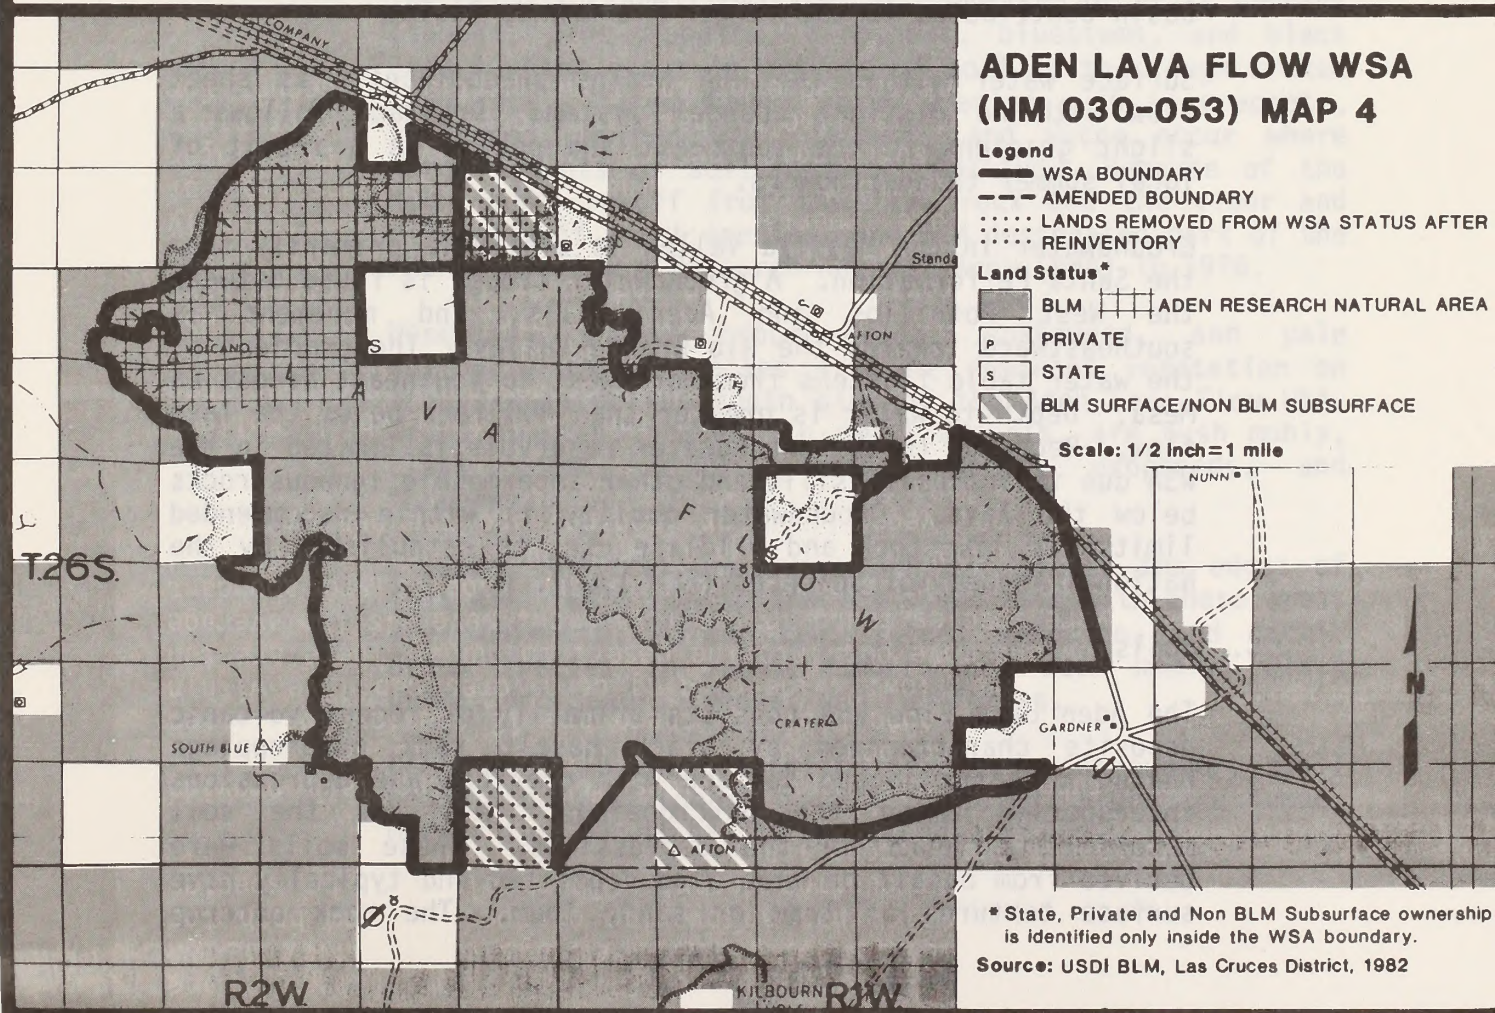 ADEN LAVA FLOW WSA
(NM 030-053) MAP 4
Legend
WSA BOUNDARY
AMENDED BOUNDARY
LANDS REMOVED FROM WSA STATUS AFTER
REINVENTORY
Land Status*
BLM
ADEN RESEARCH NATURAL AREA
P PRIVATE
S STATE
BLM SURFACE/NON BLM SUBSURFACE
Scale: 1/2 inch=1 mile
COMPANY
Standa
AFTON
VOLCANO
S
L A V A
F L O W
S
NUNN
T.26S.
CRATER
GARDNER
SOUTH BLUE
AFTON
N
R2W.
KILBOURN
R1W.
* State, Private and Non BLM Subsurface ownership
is identified only inside the WSA boundary.
Source: USDI BLM, Las Cruces District, 1982